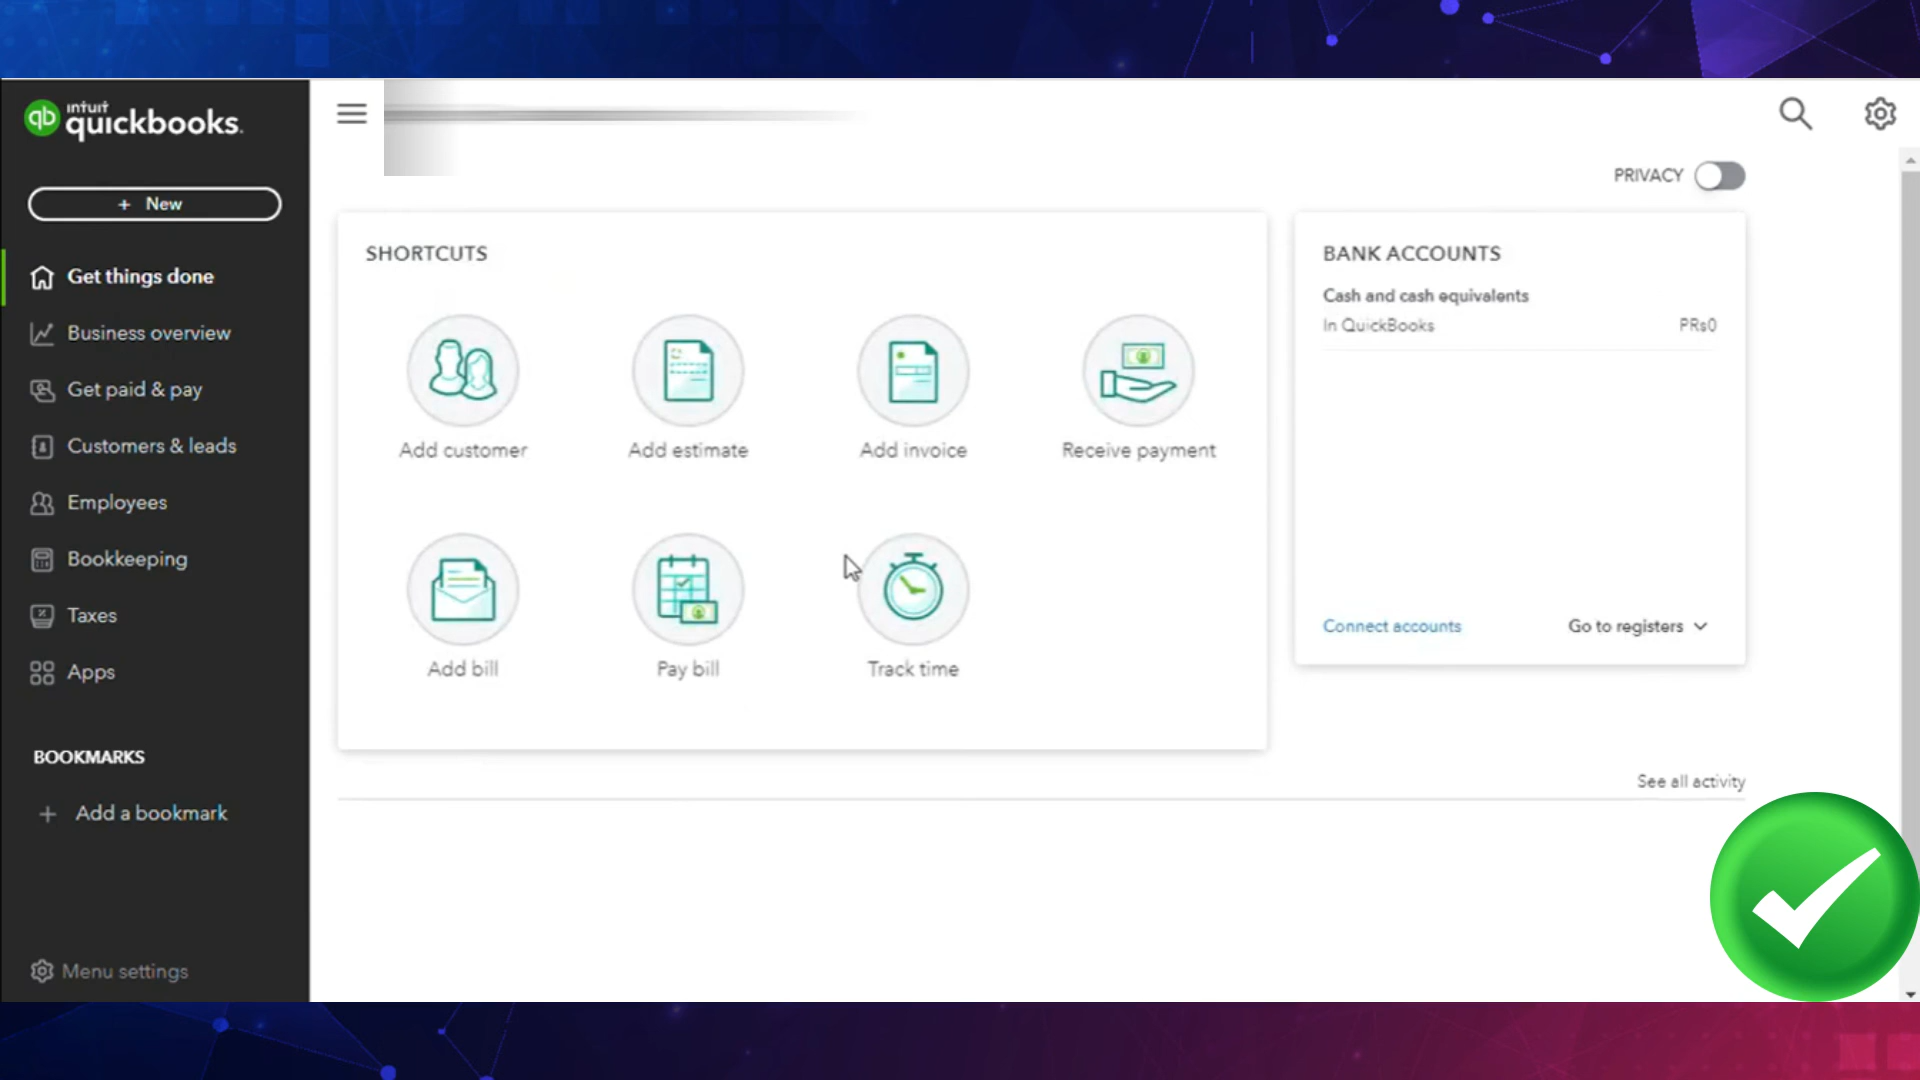 intuit
quickbooks.
+ New
Get things done
Business overview
Get paid & pay
Customers & leads
Employees
Bookkeeping
Taxes
Apps
BOOKMARKS
+ Add a bookmark
Menu settings
PRIVACY
SHORTCUTS
Add customer
Add estimate
Add invoice
Receive payment
Add bill
Pay bill
Track time
BANK ACCOUNTS
Cash and cash equivalents
In QuickBooks PRs0
Connect accounts Go to registers
See all activity